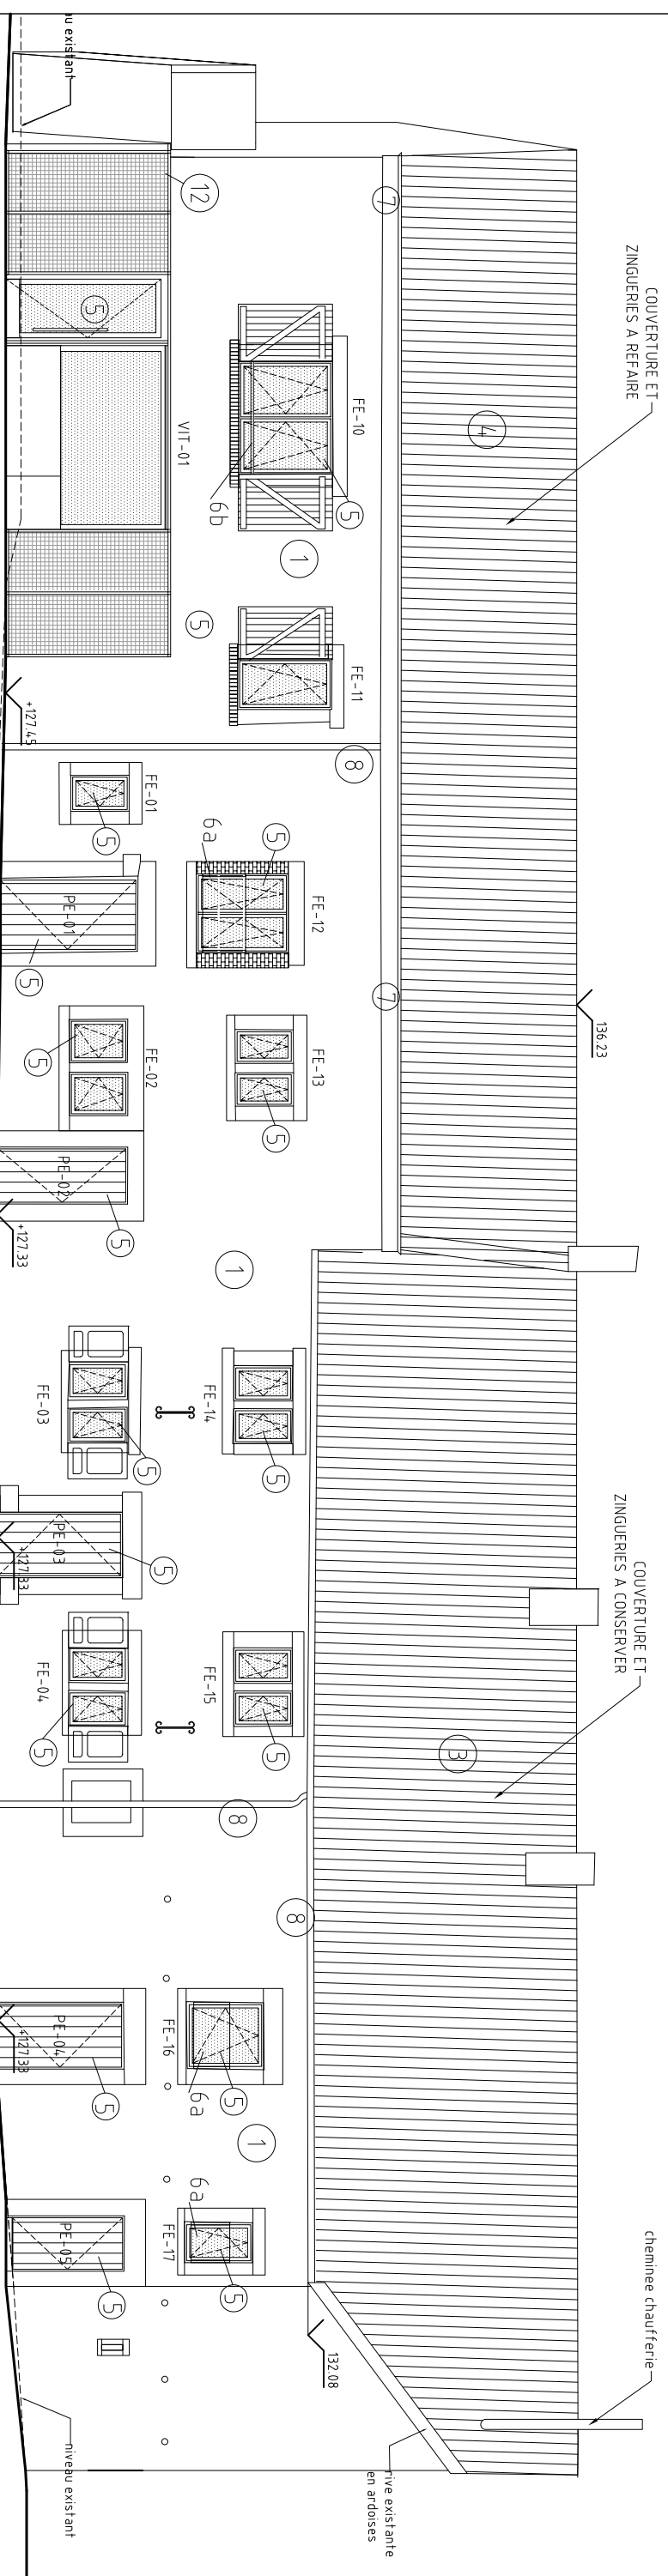 COUVERTURE ET
ZINGUERIES A REFAIRE
COUVERTURE ET
ZINGUERIES A CONSERVER
cheminee chaufferie
136.23
4
3
7
7
8
8
8
132.08
rive existante
en ardoises
FE-10
5
6b
1
FE-11
5
FE-12
5
6a
FE-13
5
1
FE-14
5
FE-15
5
FE-16
5
6a
1
FE-17
5
6a
12
VIT-01
5
FE-01
5
PE-01
5
FE-02
5
PE-02
5
FE-03
5
PE-03
5
FE-04
5
PE-04
5
PE-05
5
au existant
+127.45
+127.33
+127.33
+127.33
niveau existant